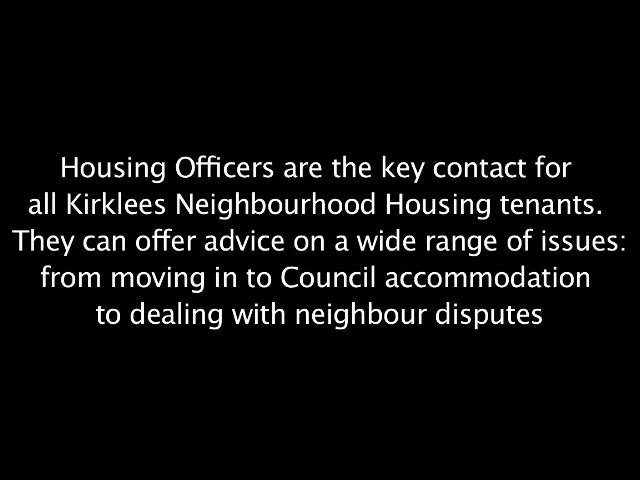 Housing Officers are the key contact for
all Kirklees Neighbourhood Housing tenants.
They can offer advice on a wide range of issues:
from moving in to Council accommodation
to dealing with neighbour disputes